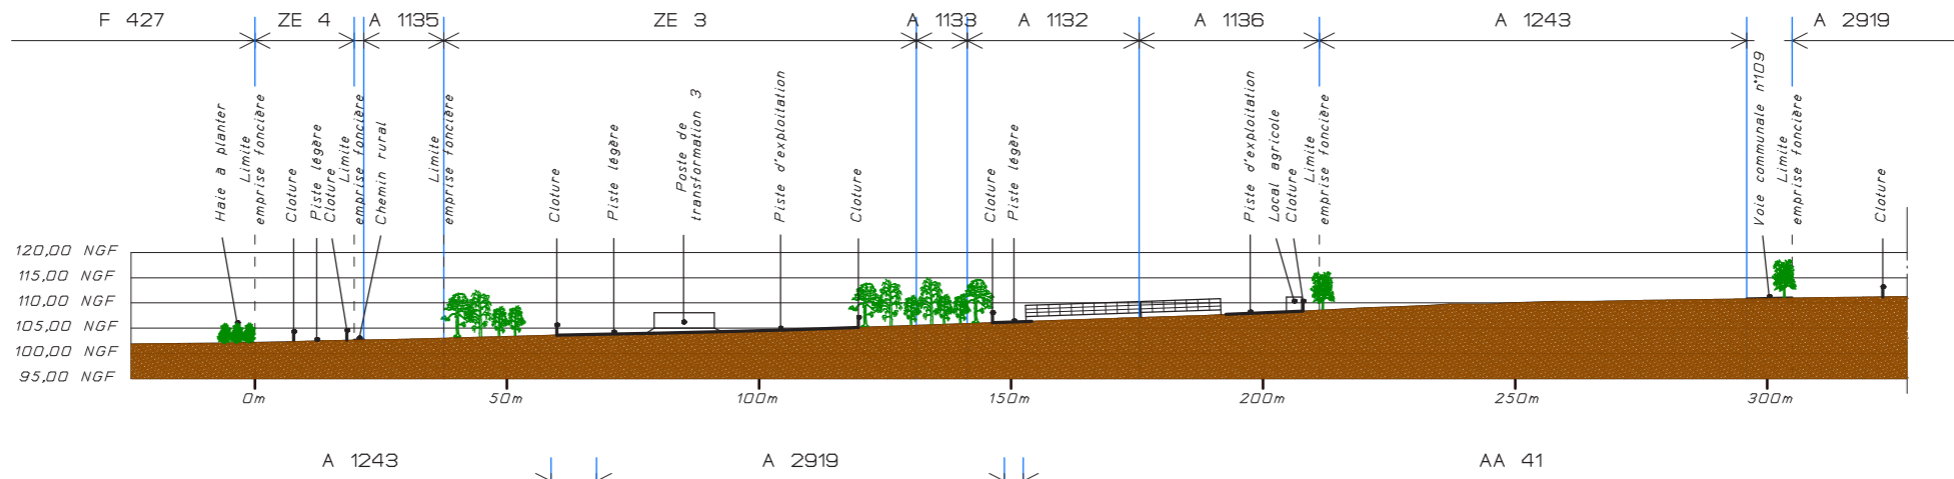 F 427
ZE 4
A 1135
ZE 3
A 1133
A 1132
A 1136
A 1243
A 2919
Haie à planter
Limite
emprise foncière
Cloture
Piste légère
Cloture
Limite
emprise foncière
Chemin rural
Limite
emprise foncière
Cloture
Piste légère
Poste de
transformation 3
Piste d'exploitation
Cloture
Cloture
Piste légère
Piste d'exploitation
Local agricole
Cloture
Limite
emprise foncière
Voie communale n°109
Limite
emprise foncière
Cloture
120,00 NGF
115,00 NGF
110,00 NGF
105,00 NGF
100,00 NGF
95,00 NGF
0m
50m
100m
150m
200m
250m
300m
A 1243
A 2919
AA 41